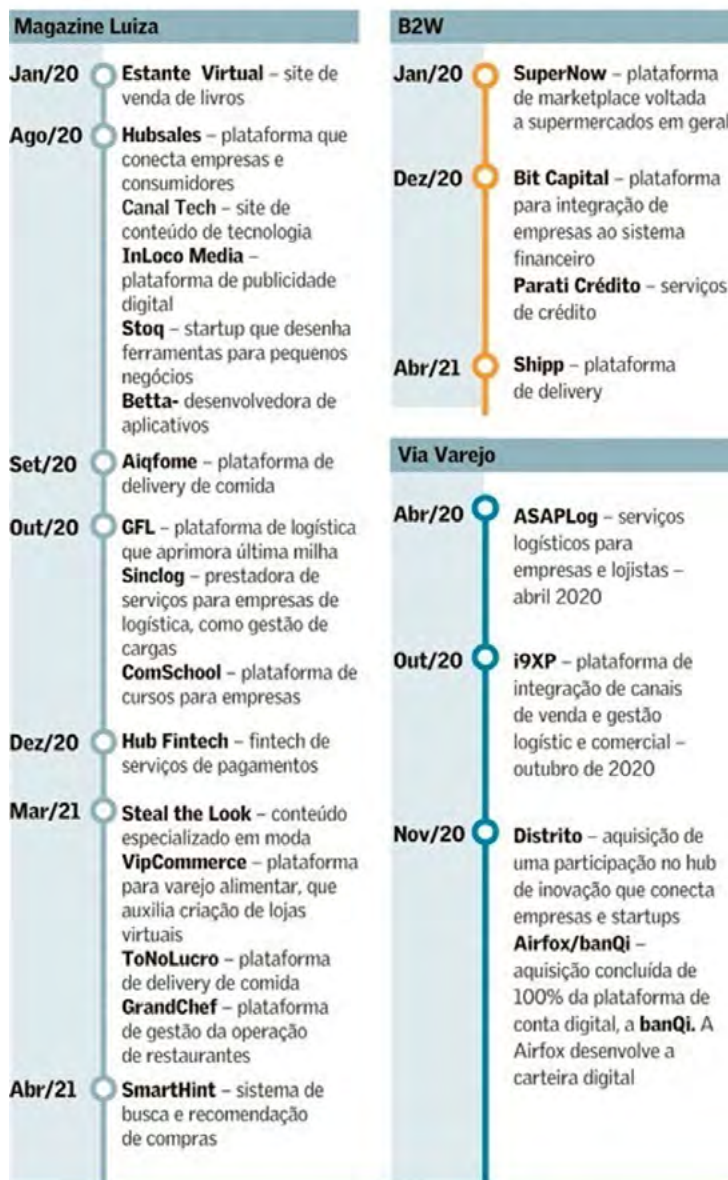 Magazine Luiza
Jan/20
Estante Virtual – site de
venda de livros
Ago/20
Hubsales – plataforma que
conecta empresas e
consumidores
Canal Tech – site de
conteúdo de tecnologia
InLoco Media –
plataforma de publicidade
digital
Stoq – startup que desenha
ferramentas para pequenos
negócios
Betta- desenvolvedora de
aplicativos
Set/20
Aiqfome – plataforma de
delivery de comida
Out/20
GFL – plataforma de logística
que aprimora última milha
Sinclog – prestadora de
serviços para empresas de
logística, como gestão de
cargas
ComSchool – plataforma de
cursos para empresas
Dez/20
Hub Fintech – fintech de
serviços de pagamentos
Mar/21
Steal the Look – conteúdo
especializado em moda
VipCommerce – plataforma
para varejo alimentar, que
auxilia criação de lojas
virtuais
ToNoLucro – plataforma
de delivery de comida
GrandChef – plataforma
de gestão da operação
de restaurantes
Abr/21
SmartHint – sistema de
busca e recomendação
de compras
B2W
Jan/20
SuperNow – plataforma
de marketplace voltada
a supermercados em geral
Dez/20
Bit Capital – plataforma
para integração de
empresas ao sistema
financeiro
Parati Crédito – serviços
de crédito
Abr/21
Shipp – plataforma
de delivery
Via Varejo
Abr/20
ASAPLog – serviços
logísticos para
empresas e lojistas –
abril 2020
Out/20
i9XP – plataforma de
integração de canais
de venda e gestão
logístic e comercial –
outubro de 2020
Nov/20
Distrito – aquisição de
uma participação no hub
de inovação que conecta
empresas e startups
Airfox/banQi –
aquisição concluída de
100% da plataforma de
conta digital, a banQi. A
Airfox desenvolve a
carteira digital